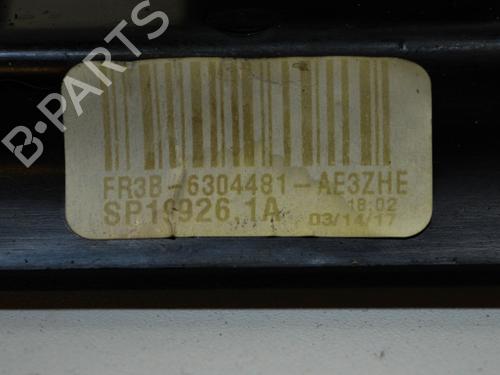 B-PARTS
FR3B-6304481-AE3ZHE
SP19926 1A
18:02
03/14/17